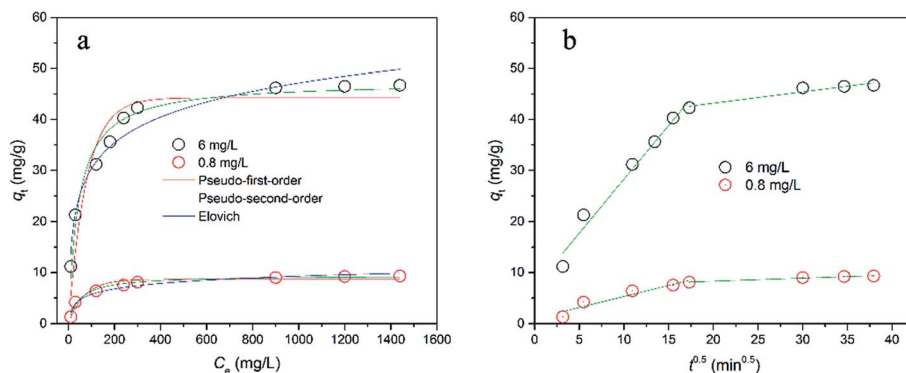 a
60
50
40
30
20
10
0
qt (mg/g)
6 mg/L
0.8 mg/L
Pseudo-first-order
Pseudo-second-order
Elovich
0 200 400 600 800 1000 1200 1400 1600
Ce (mg/L)
b
60
50
40
30
20
10
0
qt (mg/g)
6 mg/L
0.8 mg/L
0 5 10 15 20 25 30 35 40
t^0.5 (min^0.5)